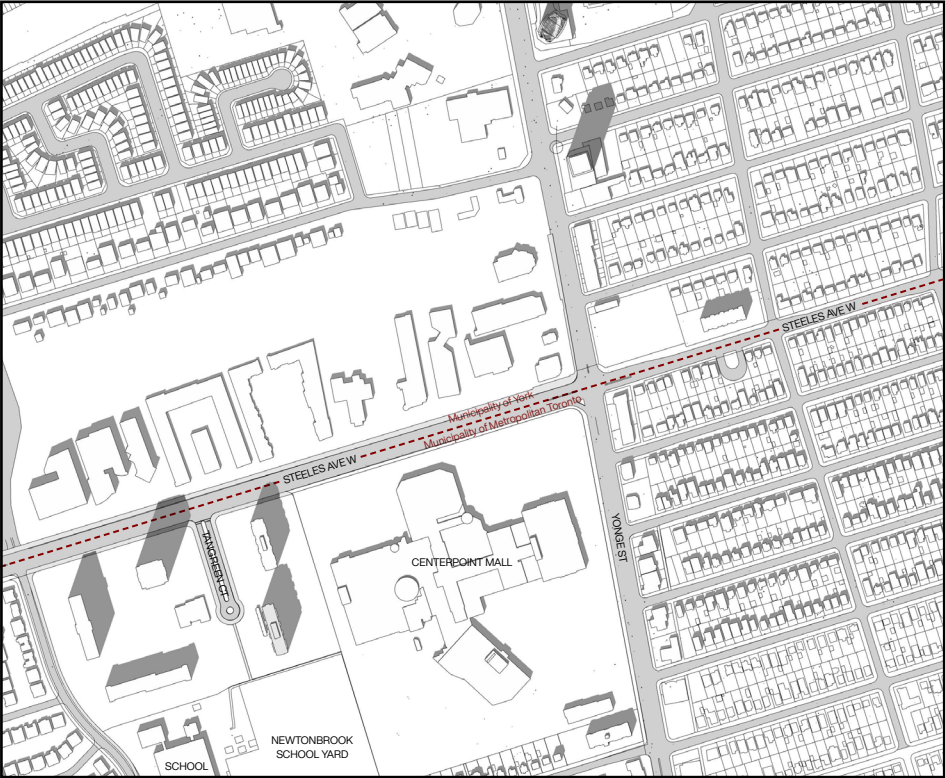 STEELES AVE W
Municipality of York
Municipality of Metropolitan Toronto
STEELES AVE W
TANGREEN CT
CENTERPOINT MALL
YONGE ST
NEWTONBROOK
SCHOOL YARD
SCHOOL